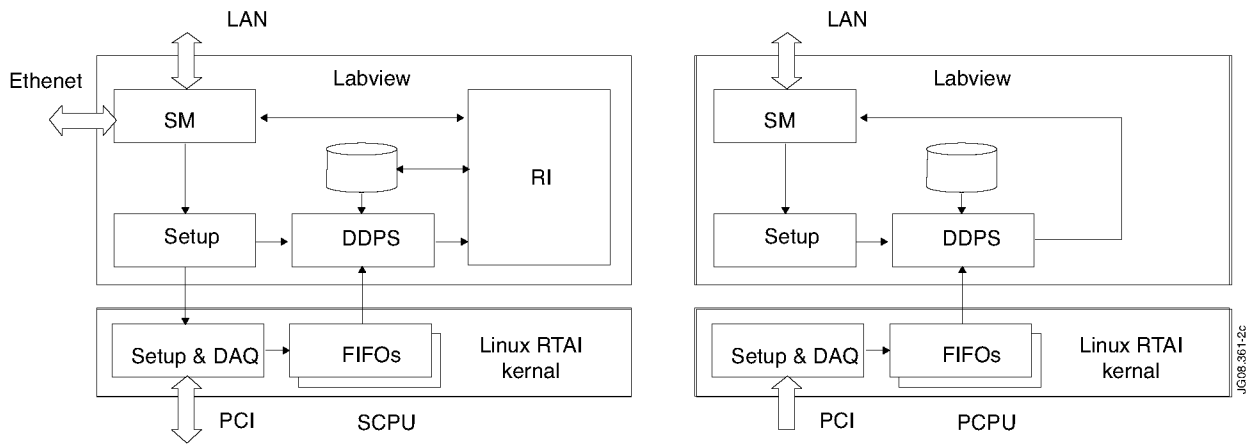 LAN
Ethenet
Labview
SM
RI
Setup
DDPS
Setup & DAQ
FIFOs
Linux RTAI
kernal
PCI
SCPU
LAN
Labview
SM
Setup
DDPS
Setup & DAQ
FIFOs
Linux RTAI
kernal
PCI
PCPU
JG08.361-2c